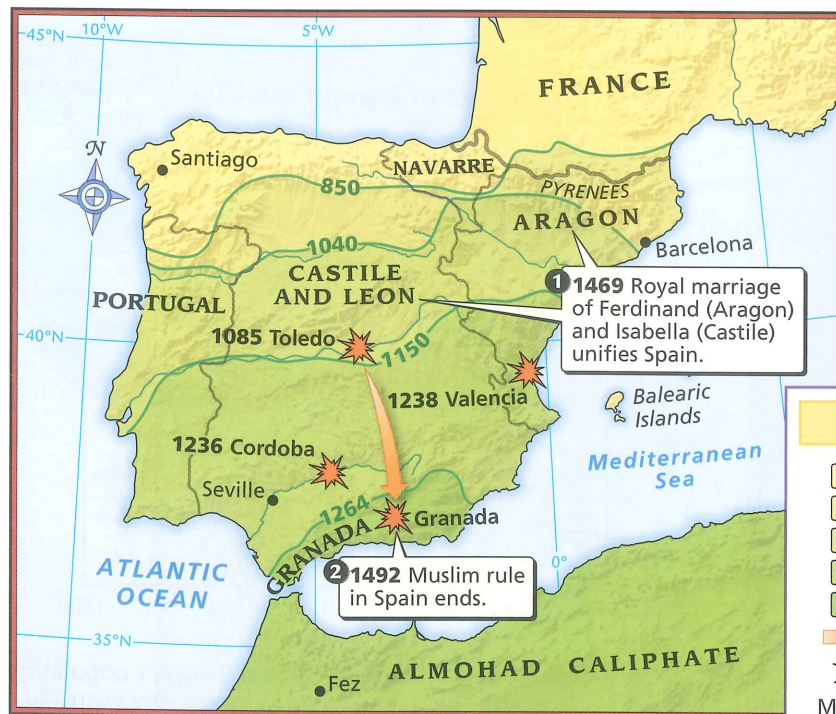 45°N
10°W
5°W
FRANCE
N
Santiago
NAVARRE
850
PYRENEES
ARAGON
1040
Barcelona
CASTILE
AND LEON
1 1469 Royal marriage
of Ferdinand (Aragon)
and Isabella (Castile)
unifies Spain.
PORTUGAL
40°N
1085 Toledo
1150
1238 Valencia
Balearic
Islands
1236 Cordoba
Mediterranean
Sea
Seville
1264
GRANADA
Granada
ATLANTIC
OCEAN
2 1492 Muslim rule
in Spain ends.
0°
35°N
ALMOHAD CALIPHATE
Fez
M